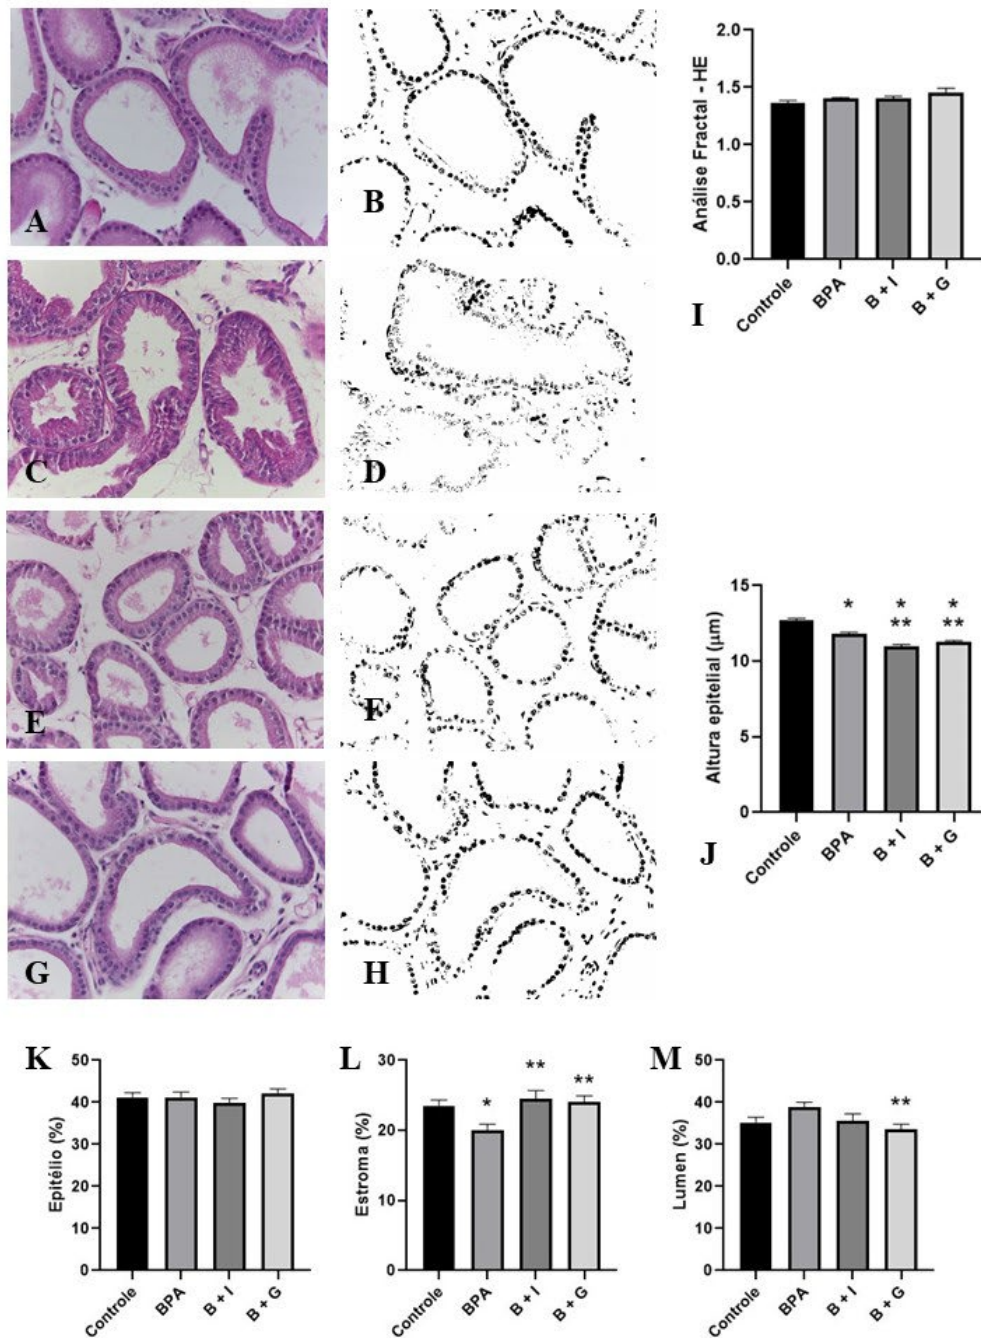 A
B
2.0
1.5
1.0
0.5
0.0
Análise Fractal - HE
Controle
BPA
B + I
B + G
I
C
D
E
F
15
10
5
0
Altura epitelial (µm)
*
*
**
*
**
Controle
BPA
B + I
B + G
J
G
H
K
50
40
30
20
10
0
Epitélio (%)
Controle
BPA
B + I
B + G
L
30
20
10
0
Estroma (%)
*
**
**
Controle
BPA
B + I
B + G
M
50
40
30
20
10
0
Lumen (%)
**
Controle
BPA
B + I
B + G